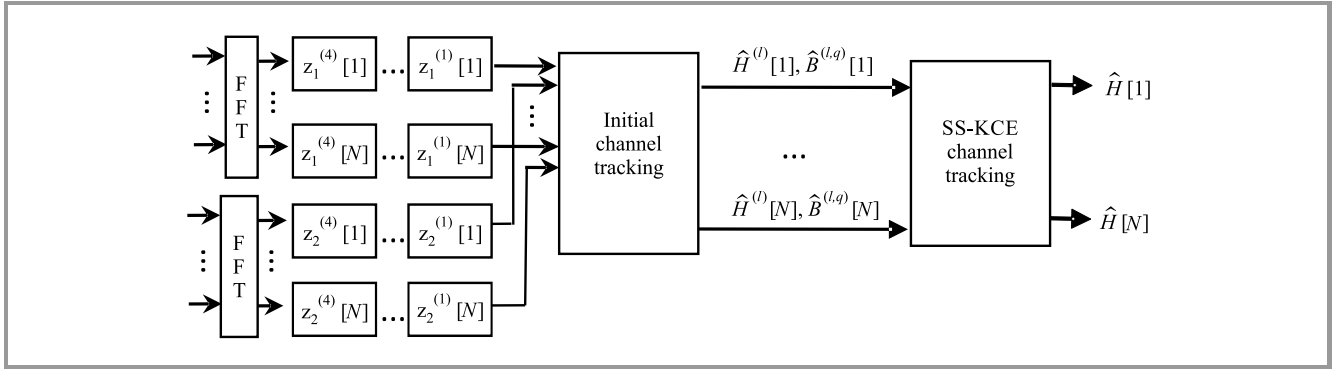 F
F
T
z₁⁽⁴⁾ [1] ... z₁⁽¹⁾ [1]
z₁⁽⁴⁾ [N] ... z₁⁽¹⁾ [N]
F
F
T
z₂⁽⁴⁾ [1] ... z₂⁽¹⁾ [1]
z₂⁽⁴⁾ [N] ... z₂⁽¹⁾ [N]
Initial
channel
tracking
Ĥ⁽ˡ⁾[1], B̂⁽ˡ,q⁾[1]
...
Ĥ⁽ˡ⁾[N], B̂⁽ˡ,q⁾[N]
SS-KCE
channel
tracking
Ĥ [1]
Ĥ [N]